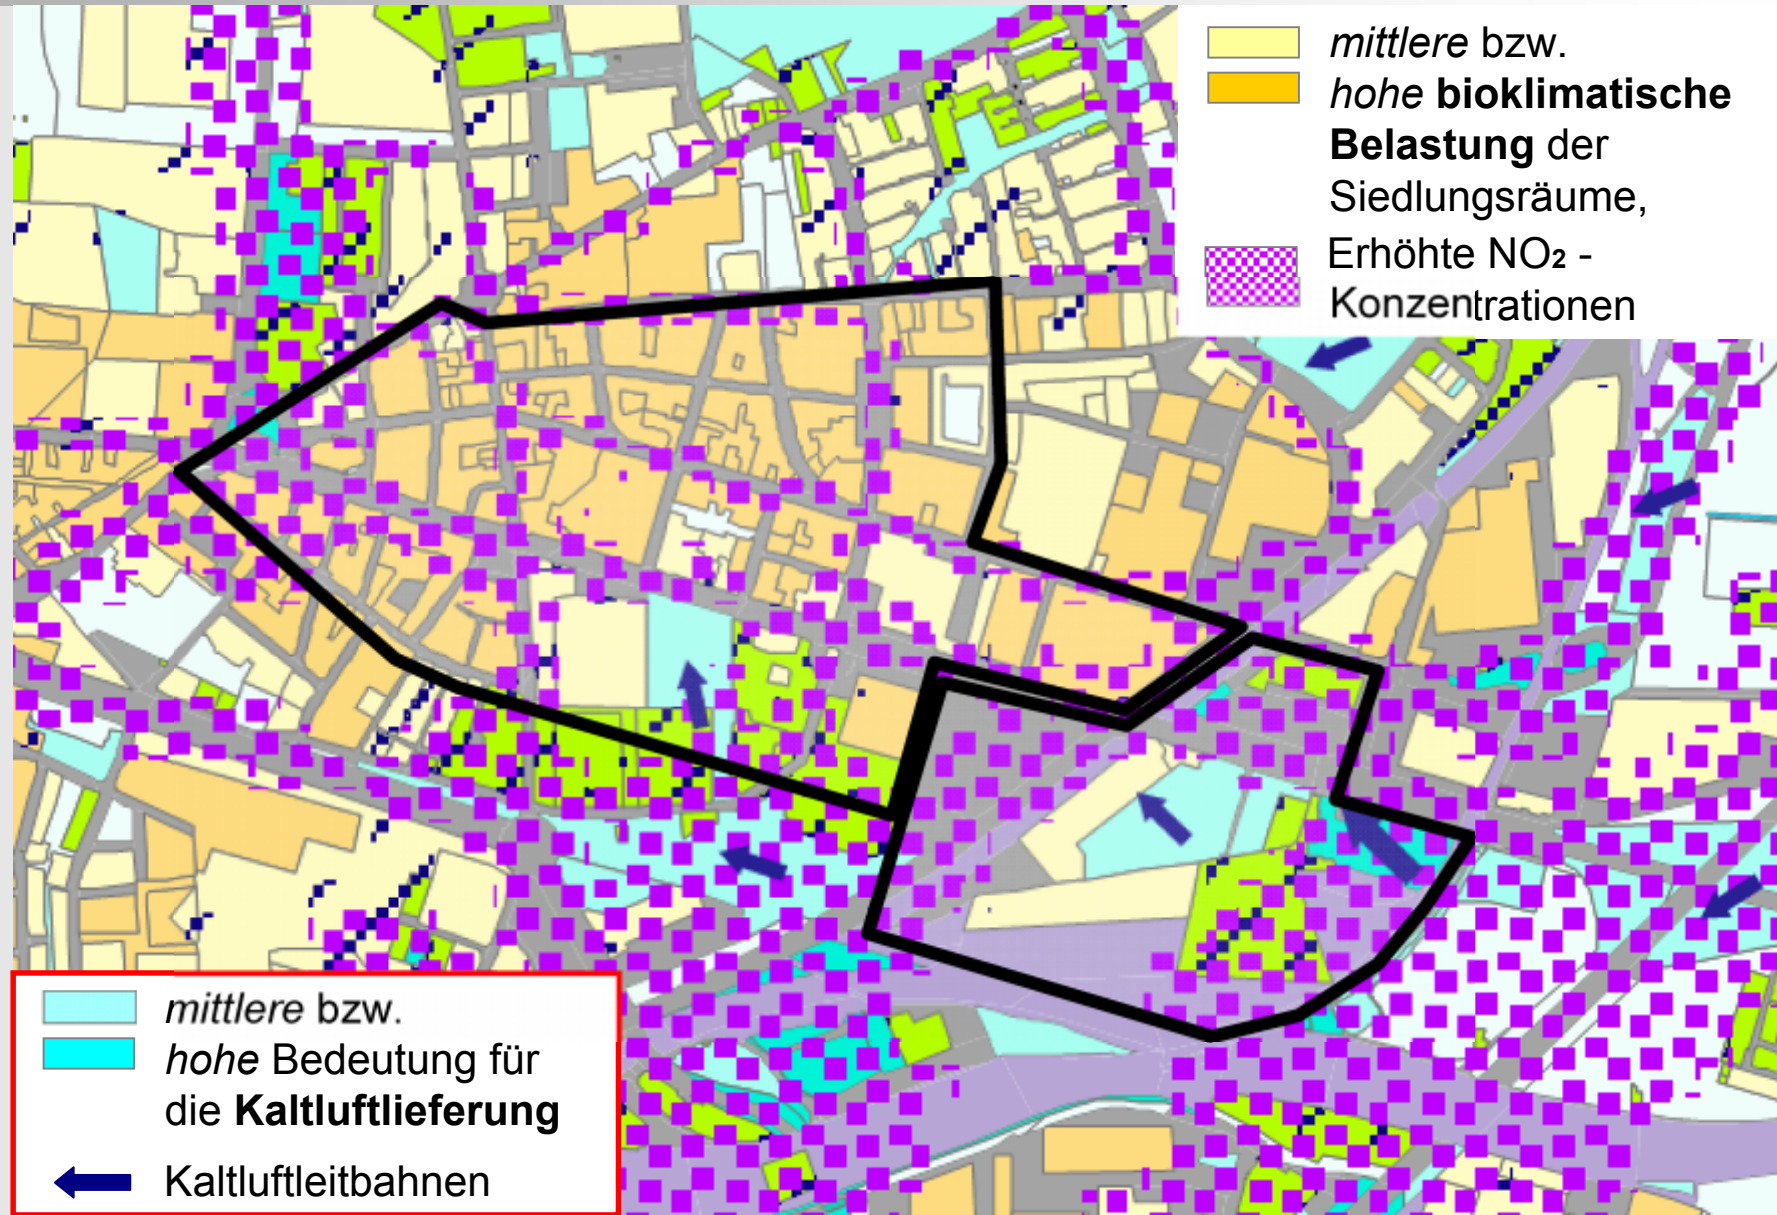 mittlere bzw.
hohe bioklimatische
Belastung der
Siedlungsräume,
Erhöhte NO₂ -
Konzentrationen
mittlere bzw.
hohe Bedeutung für
die Kaltluftlieferung
Kaltluftleitbahnen